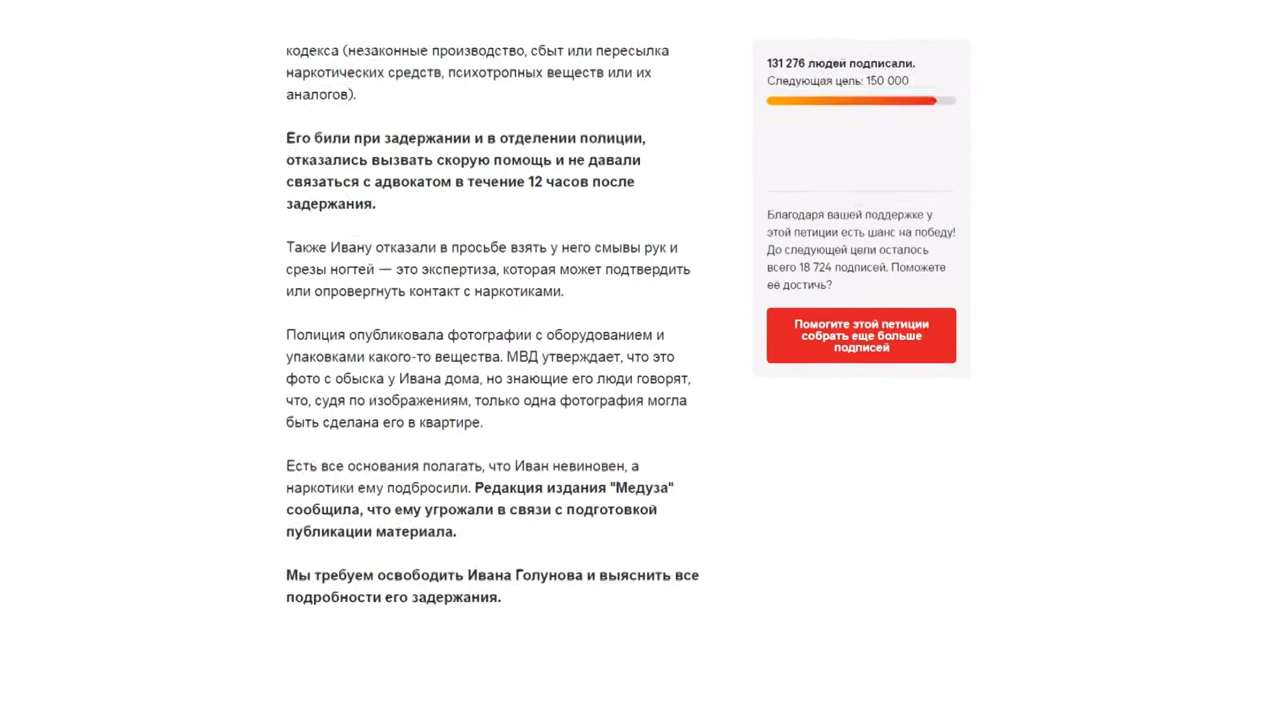 кодекса (незаконные производство, сбыт или пересылка
наркотических средств, психотропных веществ или их
аналогов).
Его били при задержании и в отделении полиции,
отказались вызвать скорую помощь и не давали
связаться с адвокатом в течение 12 часов после
задержания.
Также Ивану отказали в просьбе взять у него смывы рук и
срезы ногтей — это экспертиза, которая может подтвердить
или опровергнуть контакт с наркотиками.
Полиция опубликовала фотографии с оборудованием и
упаковками какого-то вещества. МВД утверждает, что это
фото с обыска у Ивана дома, но знающие его люди говорят,
что, судя по изображениям, только одна фотография могла
быть сделана его в квартире.
Есть все основания полагать, что Иван невиновен, а
наркотики ему подбросили. Редакция издания "Медуза"
сообщила, что ему угрожали в связи с подготовкой
публикации материала.
Мы требуем освободить Ивана Голунова и выяснить все
подробности его задержания.
131 276 людей подписали.
Следующая цель: 150 000
Благодаря вашей поддержке у
этой петиции есть шанс на победу!
До следующей цели осталось
всего 18 724 подписей. Поможете
ее достичь?
Помогите этой петиции
собрать еще больше
подписей